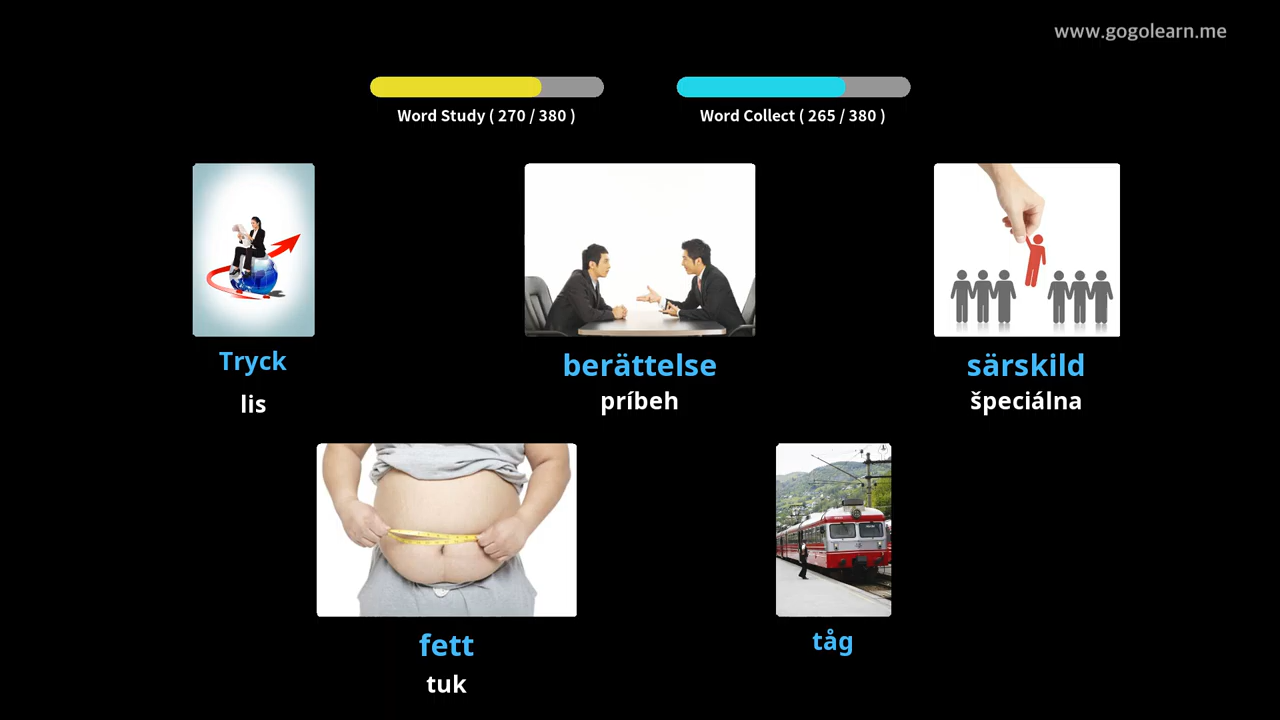 www.gogolearn.me
Word Study ( 270 / 380 )
Word Collect ( 265 / 380 )
Tryck
lis
berättelse
príbeh
särskild
špeciálna
fett
tuk
tåg